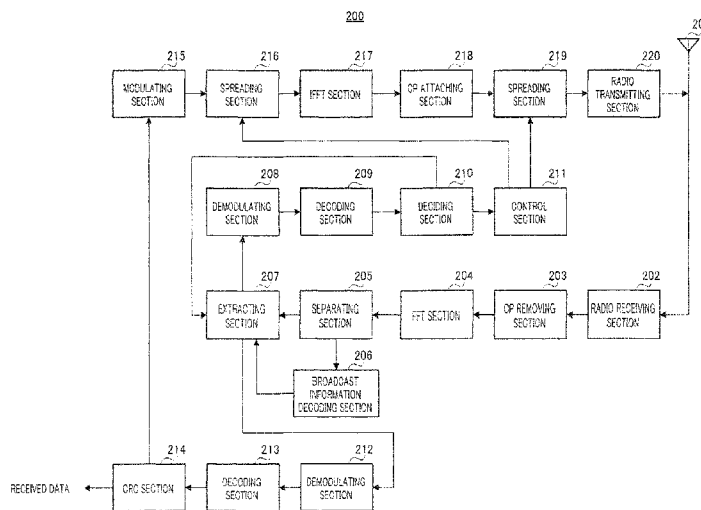 200
20
215
216
217
218
219
220
MODULATING
SECTION
SPREADING
SECTION
IFFT SECTION
CP ATTACHING
SECTION
SPREADING
SECTION
RADIO
TRANSMITTING
SECTION
208
209
210
211
DEMODULATING
SECTION
DECODING
SECTION
DECIDING
SECTION
CONTROL
SECTION
207
205
204
203
202
EXTRACTING
SECTION
SEPARATING
SECTION
FFT SECTION
CP REMOVING
SECTION
RADIO RECEIVING
SECTION
206
BROADCAST
INFORMATION
DECODING SECTION
214
213
212
RECEIVED DATA
CRC SECTION
DECODING
SECTION
DEMODULATING
SECTION